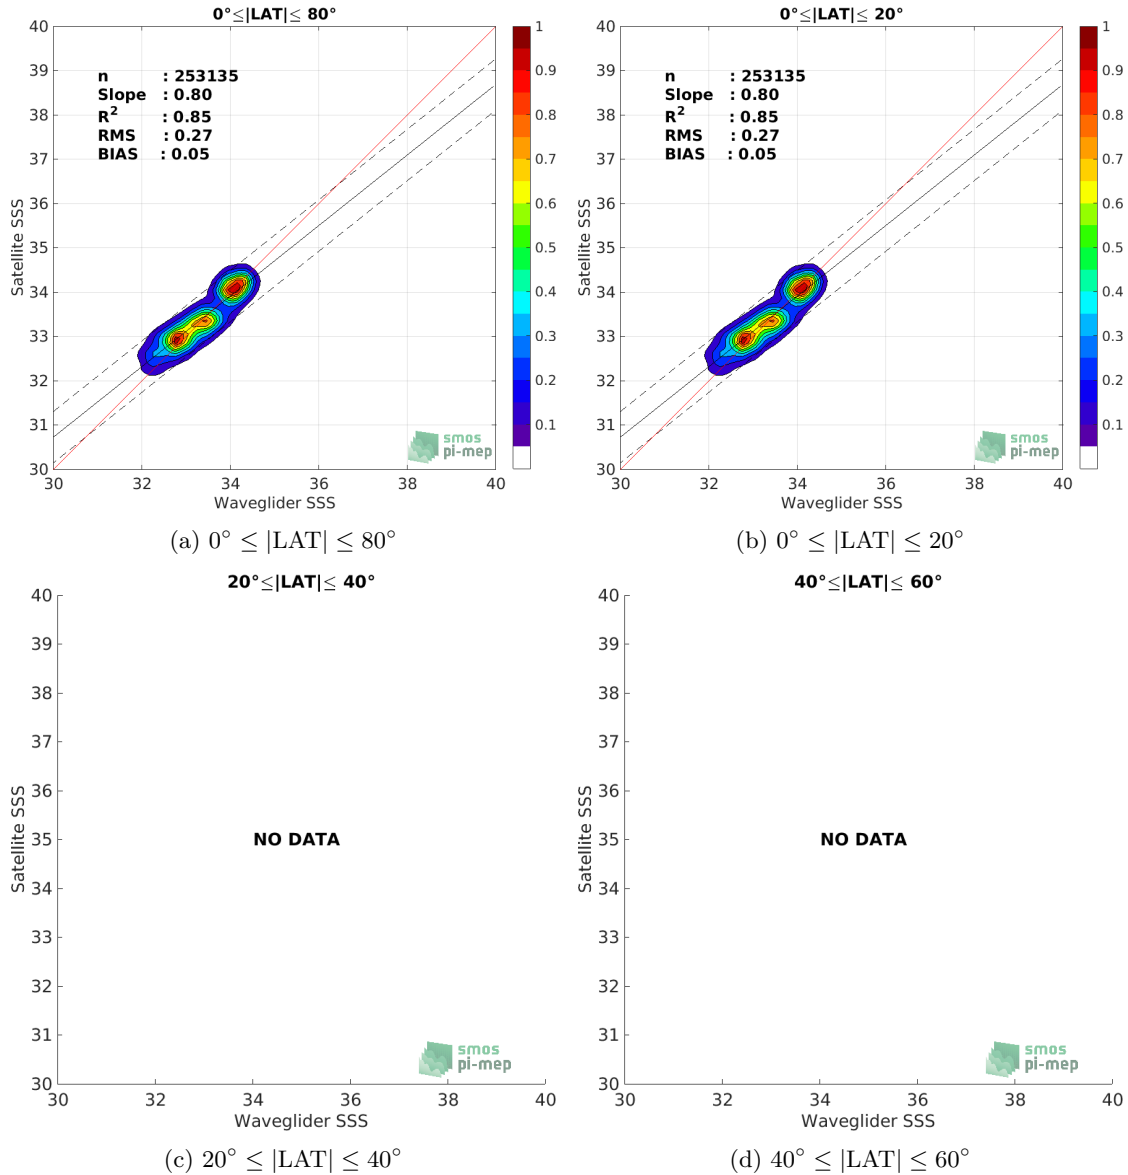 0°≤|LAT|≤ 80°
40
39
38
37
36
35
34
33
32
31
30
Satellite SSS
n : 253135
Slope : 0.80
R² : 0.85
RMS : 0.27
BIAS : 0.05
smos
pi-mep
30 32 34 36 38 40
Waveglider SSS
1
0.9
0.8
0.7
0.6
0.5
0.4
0.3
0.2
0.1
(a) 0° ≤ |LAT| ≤ 80°
0°≤|LAT|≤ 20°
40
39
38
37
36
35
34
33
32
31
30
Satellite SSS
n : 253135
Slope : 0.80
R² : 0.85
RMS : 0.27
BIAS : 0.05
smos
pi-mep
30 32 34 36 38 40
Waveglider SSS
1
0.9
0.8
0.7
0.6
0.5
0.4
0.3
0.2
0.1
(b) 0° ≤ |LAT| ≤ 20°
20°≤|LAT|≤ 40°
40
39
38
37
36
35
34
33
32
31
30
Satellite SSS
NO DATA
smos
pi-mep
30 32 34 36 38 40
Waveglider SSS
(c) 20° ≤ |LAT| ≤ 40°
40°≤|LAT|≤ 60°
40
39
38
37
36
35
34
33
32
31
30
Satellite SSS
NO DATA
smos
pi-mep
30 32 34 36 38 40
Waveglider SSS
(d) 40° ≤ |LAT| ≤ 60°